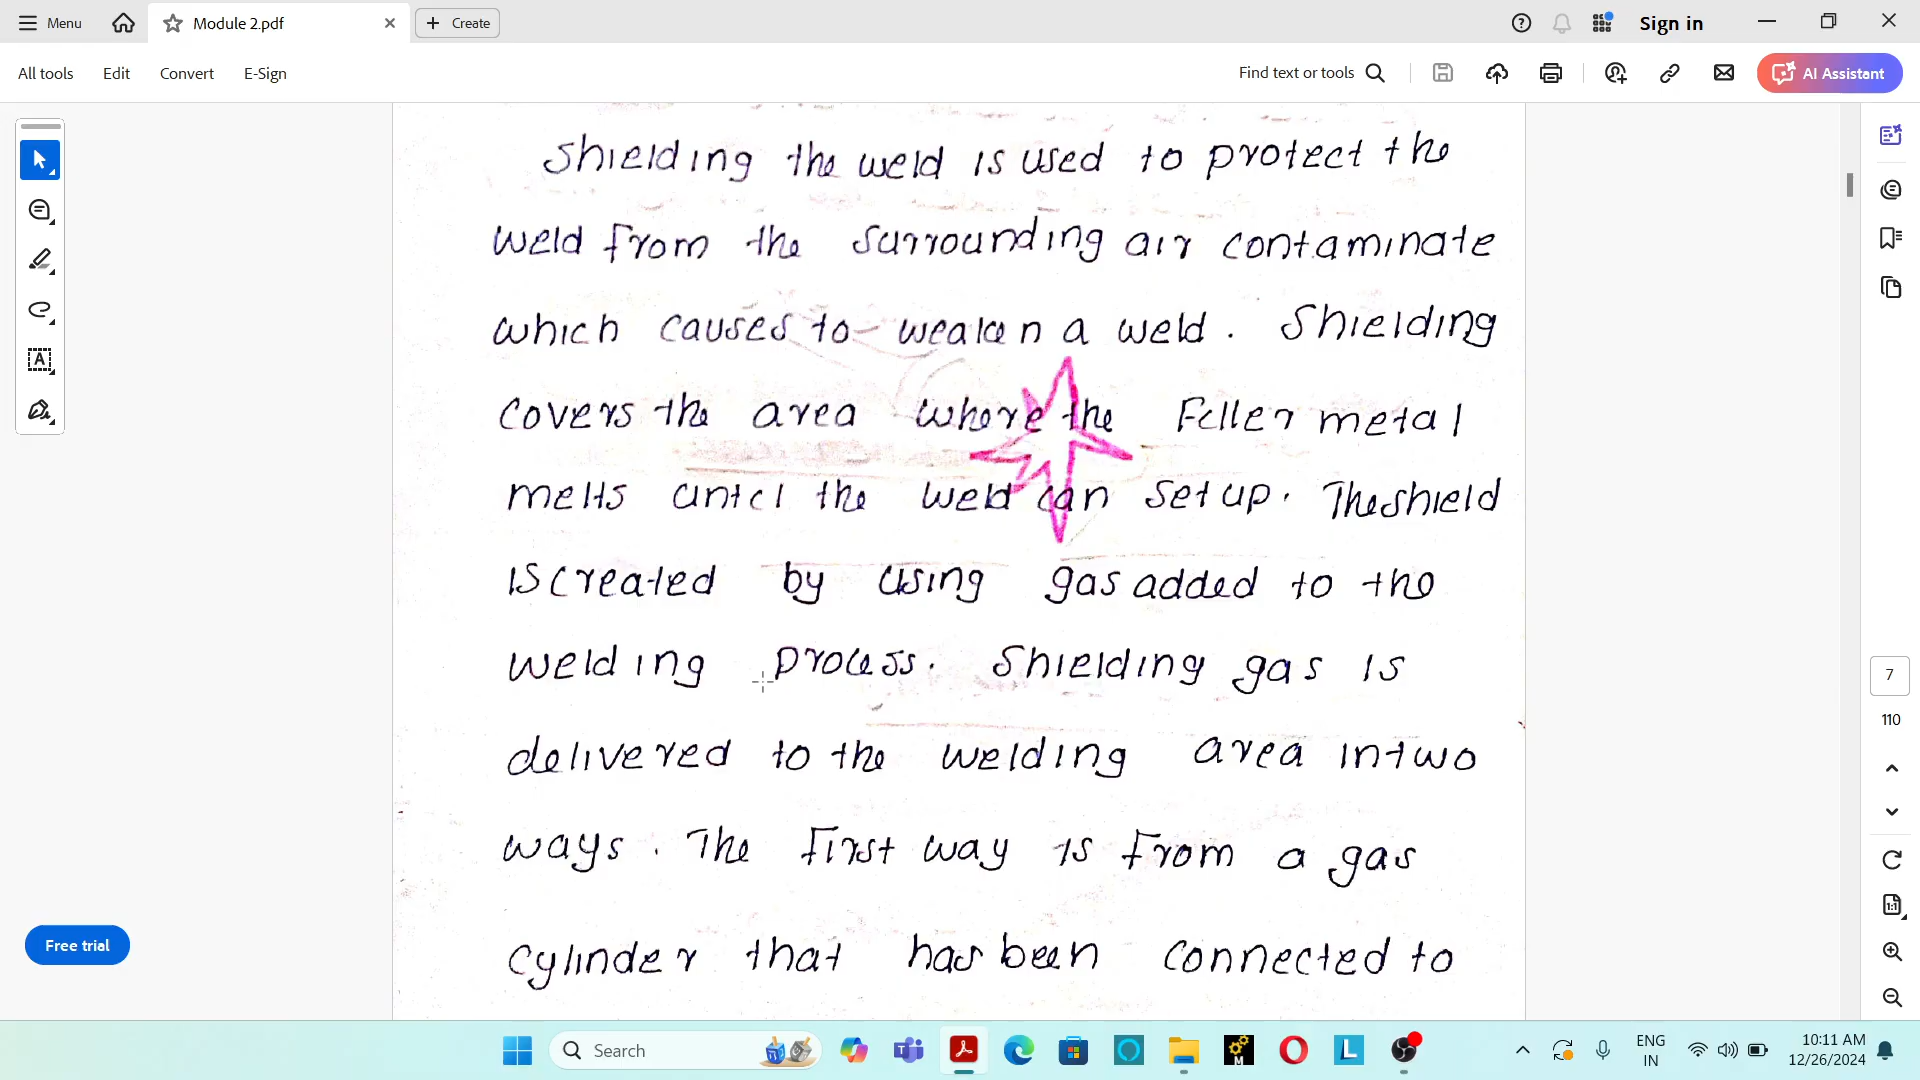 Menu
Module 2.pdf
Create
Sign in
All tools Edit Convert E-Sign
Find text or tools
AI Assistant
Shielding the weld is used to protect the
weld from the surrounding air contaminate
which causes to weaken a weld. Shielding
covers the area where the Filler metal
melts until the weld can set up. The shield
is created by using gas added to the
welding process. Shielding gas is
delivered to the welding area in two
ways. The first way is from a gas
cylinder that has been connected to
7
110
1:1
Free trial
Search
ENG
IN
10:11 AM
12/26/2024